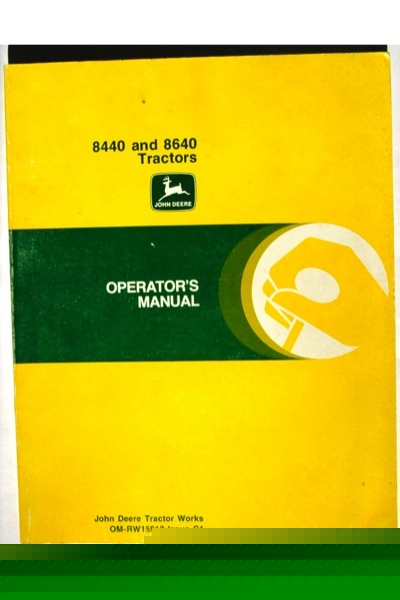 8440 and 8640
Tractors
JOHN DEERE
OPERATOR'S
MANUAL
John Deere Tractor Works